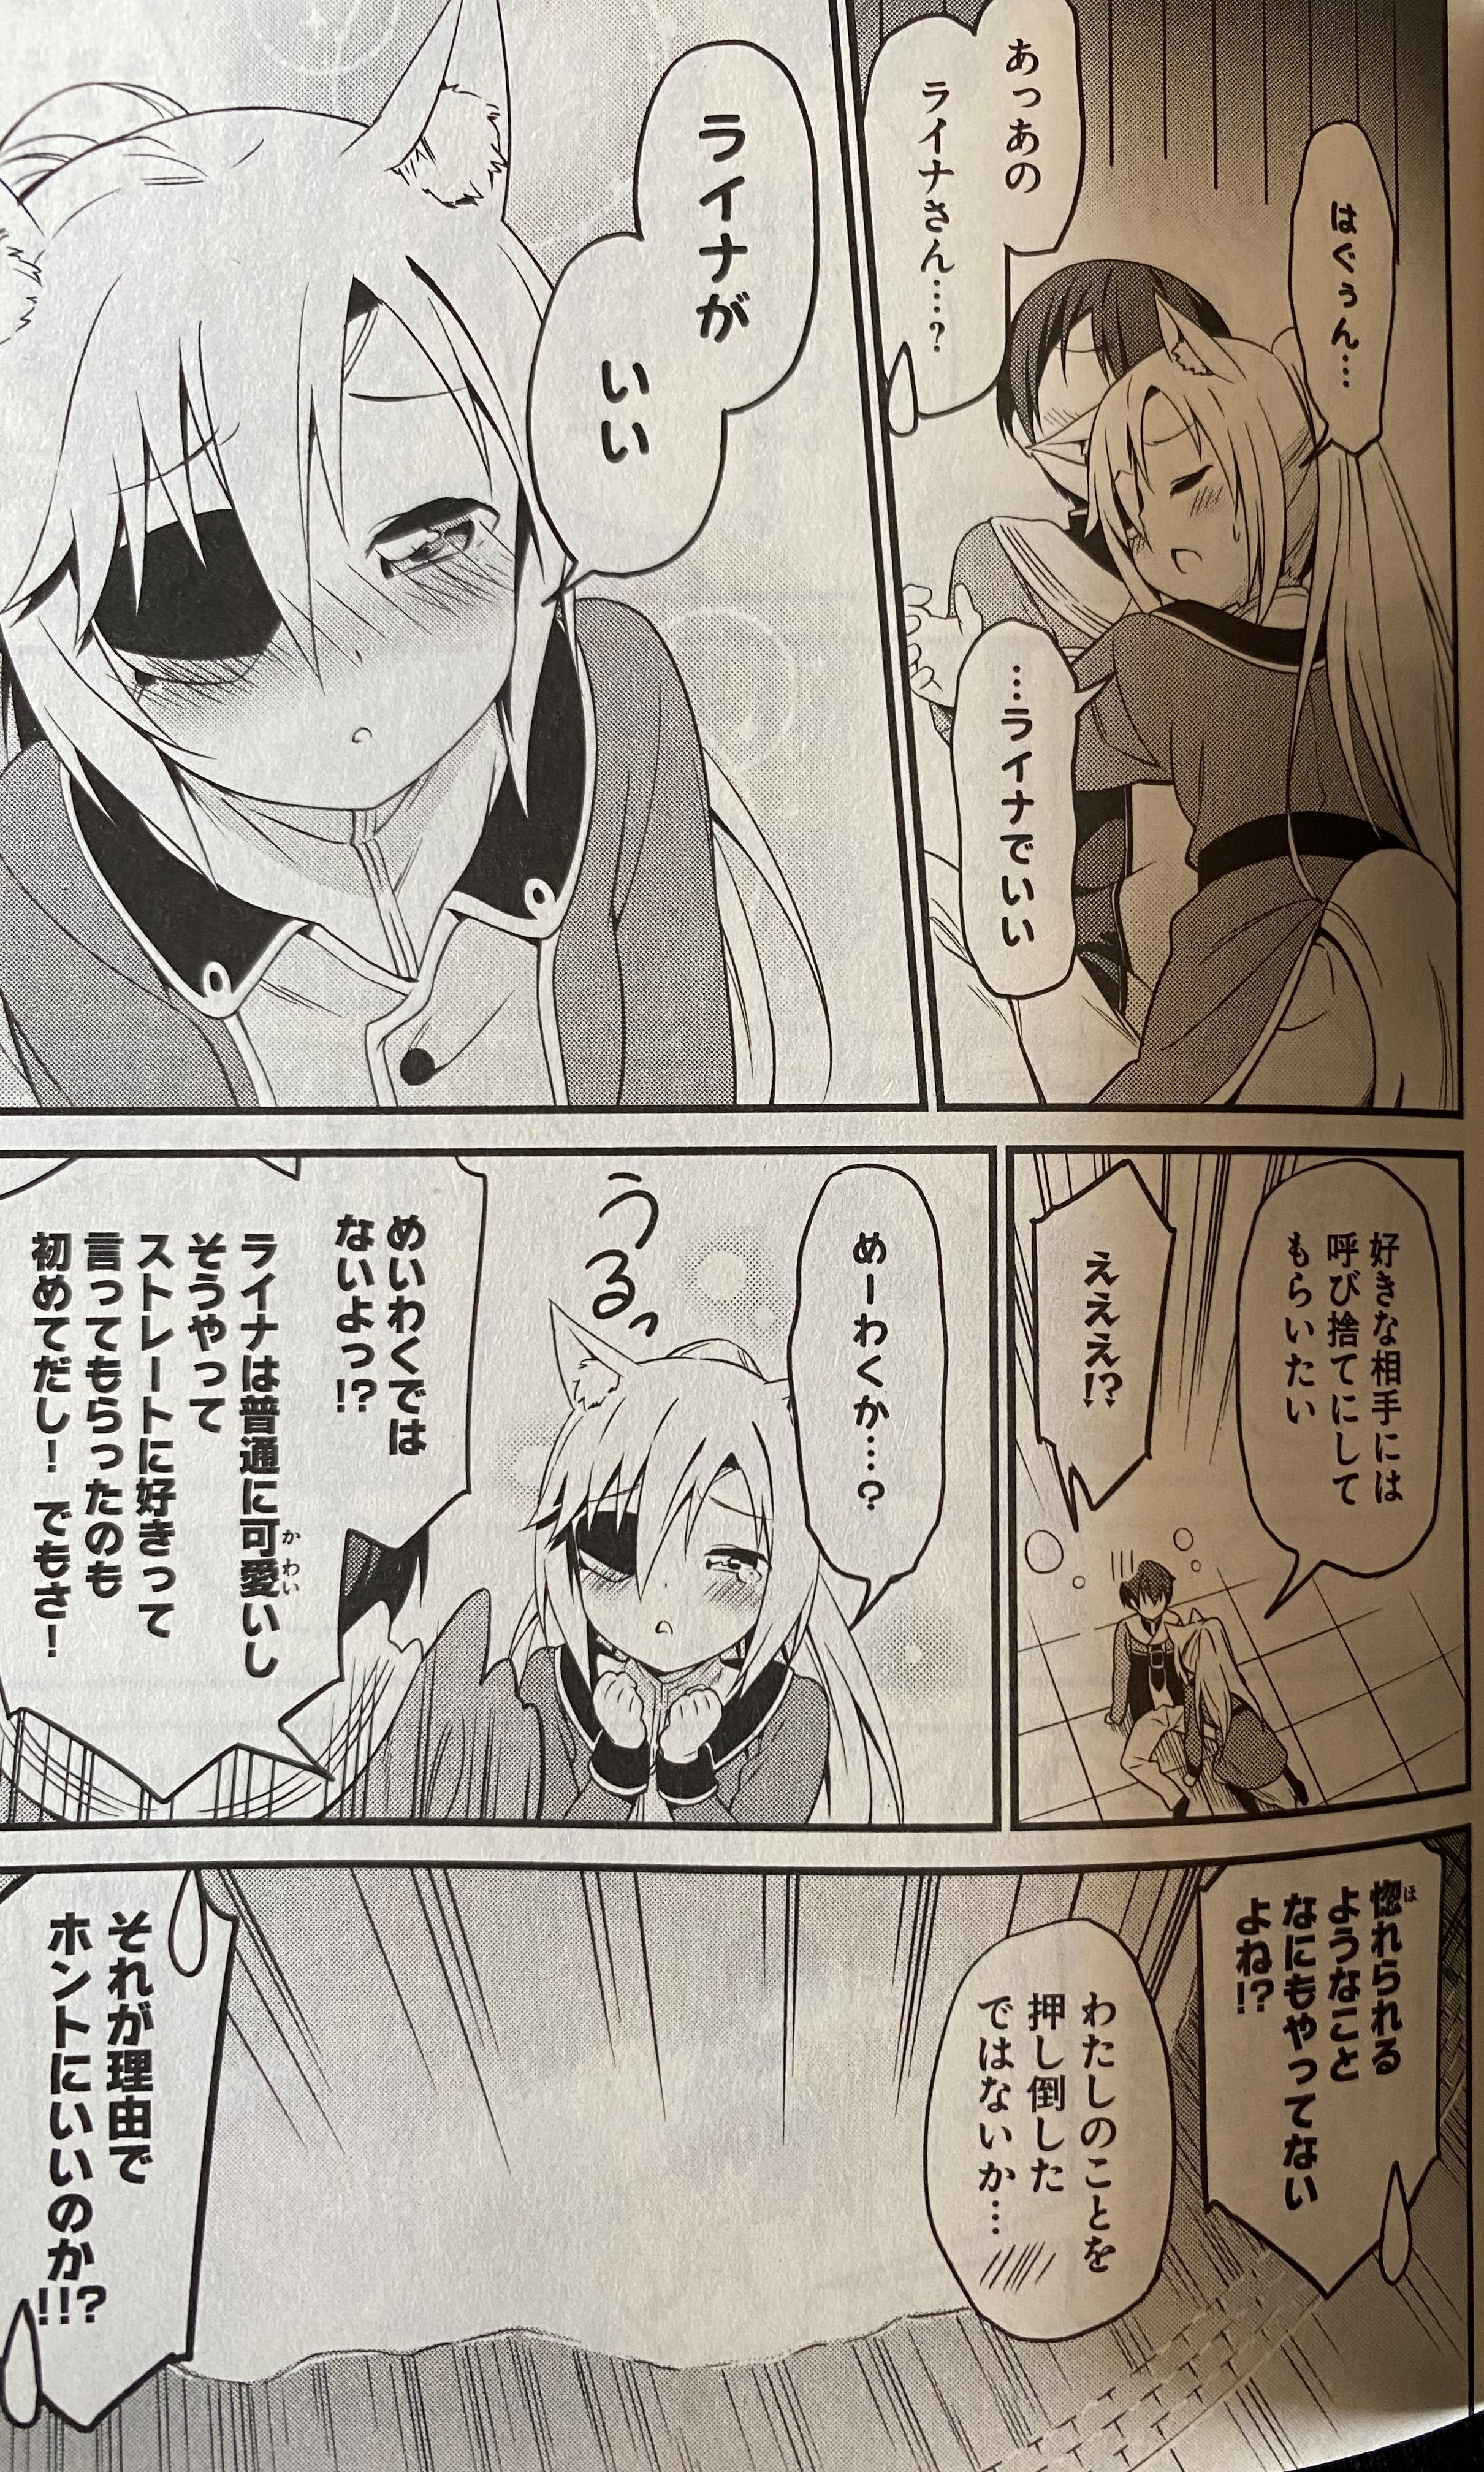 はぐぅん…
あっあの
ライナさん…?
…ライナでいい
ライナが
いい
好きな相手には
呼び捨てにして
もらいたい
えええ!?
めーわくか…?
うるっ
めいわくでは
ないよっ!?
ライナは普通に可愛いし
かわい
そうやって
ストレートに好きって
言ってもらったのも
初めてだし！でもさ！
惚れられる
ほ
ようなこと
なにもやってない
よね!?
わたしのことを
押し倒した
ではないか…
それが理由で
ホントにいいのか!!?